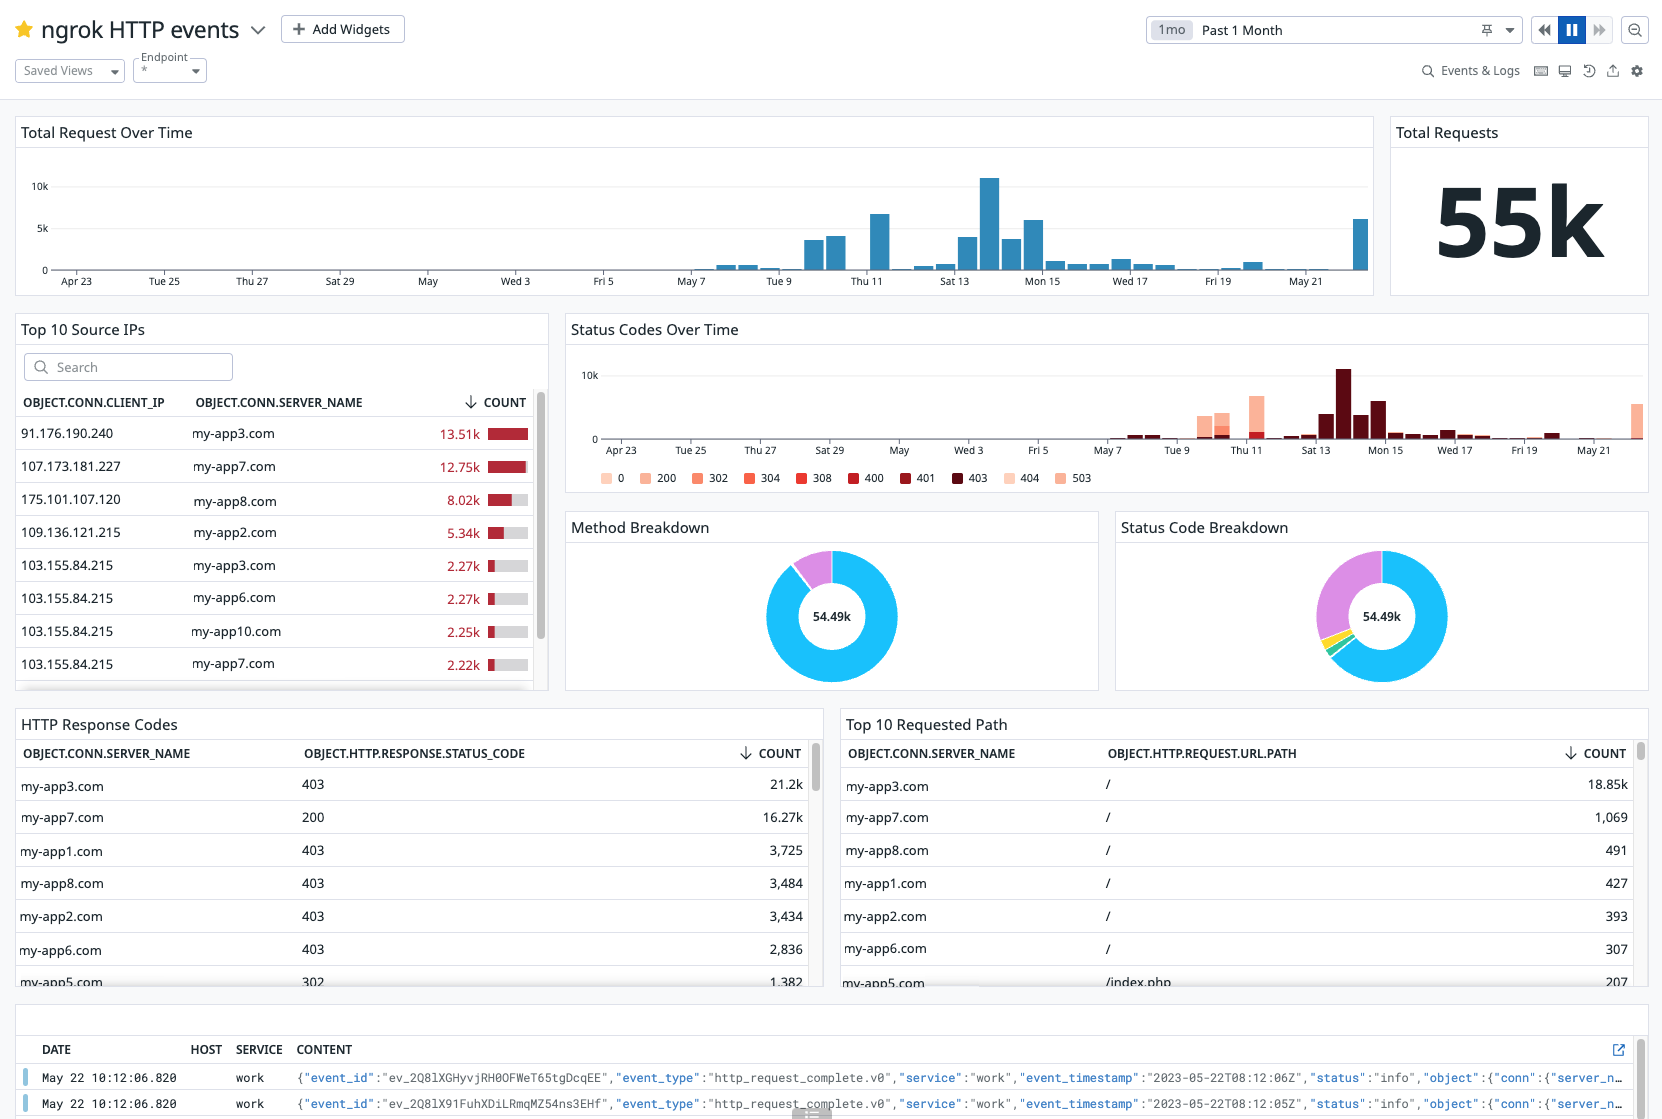 ngrok HTTP events
+ Add Widgets
1mo Past 1 Month
Saved Views
Endpoint
*
Events & Logs
Total Request Over Time
10k
5k
0
Apr 23 Tue 25 Thu 27 Sat 29 May Wed 3 Fri 5 May 7 Tue 9 Thu 11 Sat 13 Mon 15 Wed 17 Fri 19 May 21
Total Requests
55k
Top 10 Source IPs
Search
OBJECT.CONN.CLIENT_IP OBJECT.CONN.SERVER_NAME COUNT
91.176.190.240 my-app3.com 13.51k
107.173.181.227 my-app7.com 12.75k
175.101.107.120 my-app8.com 8.02k
109.136.121.215 my-app2.com 5.34k
103.155.84.215 my-app3.com 2.27k
103.155.84.215 my-app6.com 2.27k
103.155.84.215 my-app10.com 2.25k
103.155.84.215 my-app7.com 2.22k
Status Codes Over Time
10k
0
Apr 23 Tue 25 Thu 27 Sat 29 May Wed 3 Fri 5 May 7 Tue 9 Thu 11 Sat 13 Mon 15 Wed 17 Fri 19 May 21
0 200 302 304 308 400 401 403 404 503
Method Breakdown
54.49k
Status Code Breakdown
54.49k
HTTP Response Codes
OBJECT.CONN.SERVER_NAME OBJECT.HTTP.RESPONSE.STATUS_CODE COUNT
my-app3.com 403 21.2k
my-app7.com 200 16.27k
my-app1.com 403 3,725
my-app8.com 403 3,484
my-app2.com 403 3,434
my-app6.com 403 2,836
my-app5.com 302 1,382
Top 10 Requested Path
OBJECT.CONN.SERVER_NAME OBJECT.HTTP.REQUEST.URL.PATH COUNT
my-app3.com / 18.85k
my-app7.com / 1,069
my-app8.com / 491
my-app1.com / 427
my-app2.com / 393
my-app6.com / 307
my-app5.com /index.php 207
DATE HOST SERVICE CONTENT
May 22 10:12:06.820 work {"event_id":"ev_2Q8lXGHyvjRH0OFWeT65tgDcqEE","event_type":"http_request_complete.v0","service":"work","event_timestamp":"2023-05-22T08:12:06Z","status":"info","object":{"conn":{"server_n…
May 22 10:12:06.820 work {"event_id":"ev_2Q8lX91FuhXDiLRmqMZ54ns3EHf","event_type":"http_request_complete.v0","service":"work","event_timestamp":"2023-05-22T08:12:05Z","status":"info","object":{"conn":{"server_n…